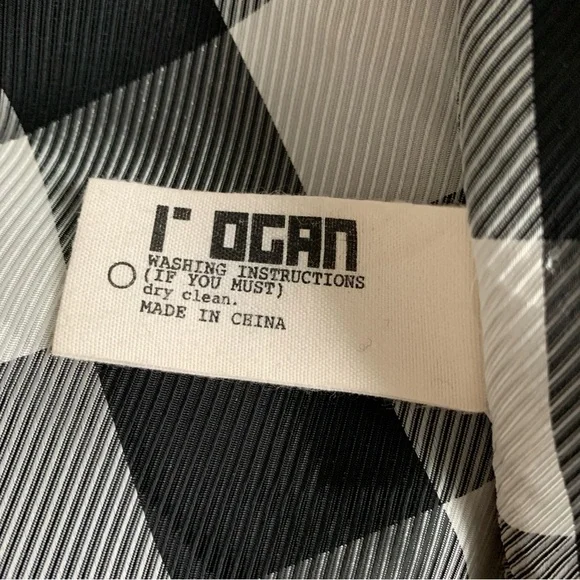 r OGAN
WASHING INSTRUCTIONS
(IF YOU MUST)
dry clean.
MADE IN CHINA